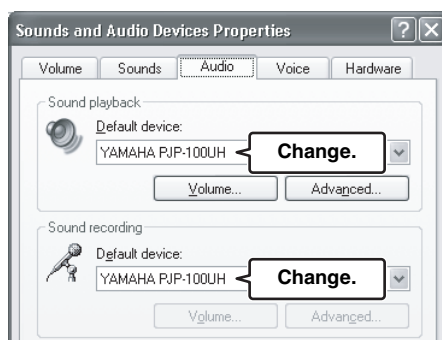 Sounds and Audio Devices Properties
Volume Sounds Audio Voice Hardware
Sound playback
Default device:
YAMAHA PJP-100UH Change.
Volume... Advanced...
Sound recording
Default device:
YAMAHA PJP-100UH Change.
Volume... Advanced...